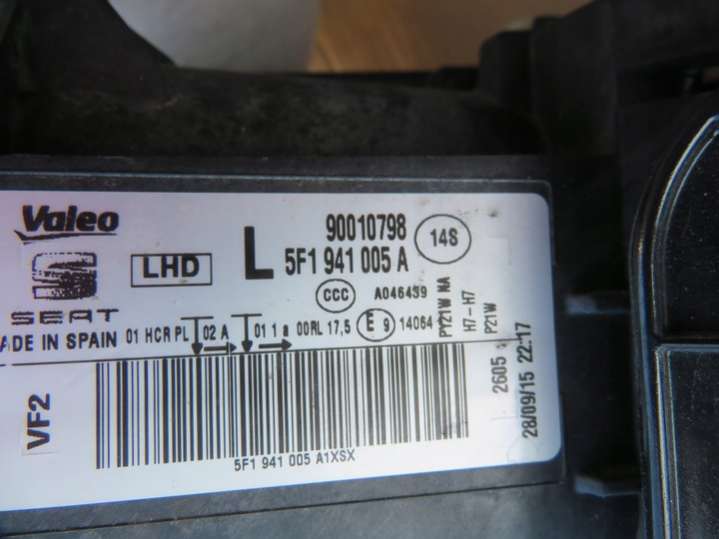 Valeo
SEAT
ADE IN SPAIN
LHD
L
90010798
5F1 941 005 A
14S
CCC A046439
01 HCR PL 02 A 01 1 a 00RL 17,5 E 9 14064
PY21W NA
H7-H7
P21W
2605
28/09/15 22:17
VF2
5F1 941 005 A1XSX